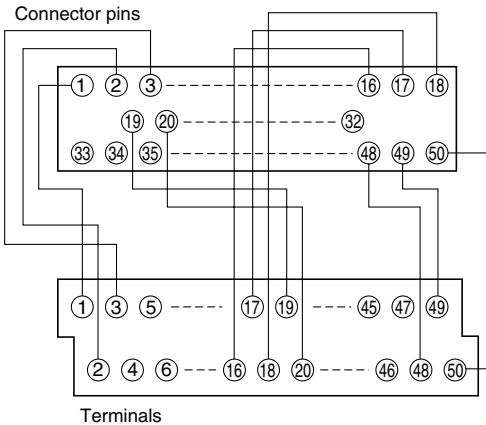 Connector pins
1 2 3 16 17 18
19 20 32
33 34 35 48 49 50
1 3 5 17 19 45 47 49
2 4 6 16 18 20 46 48 50
Terminals